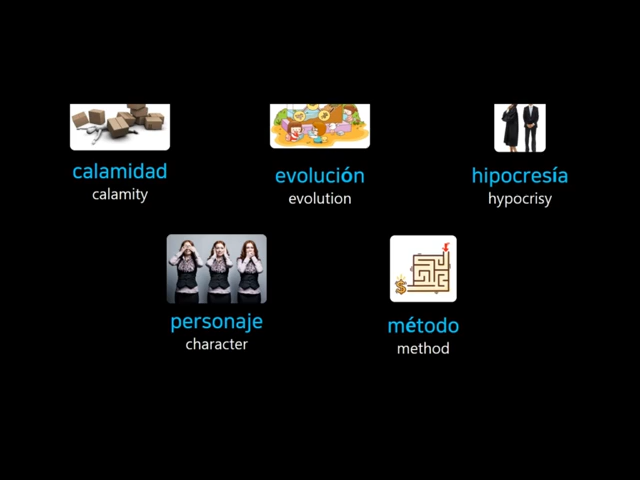 calamidad
calamity
evolución
evolution
hipocresía
hypocrisy
personaje
character
método
method